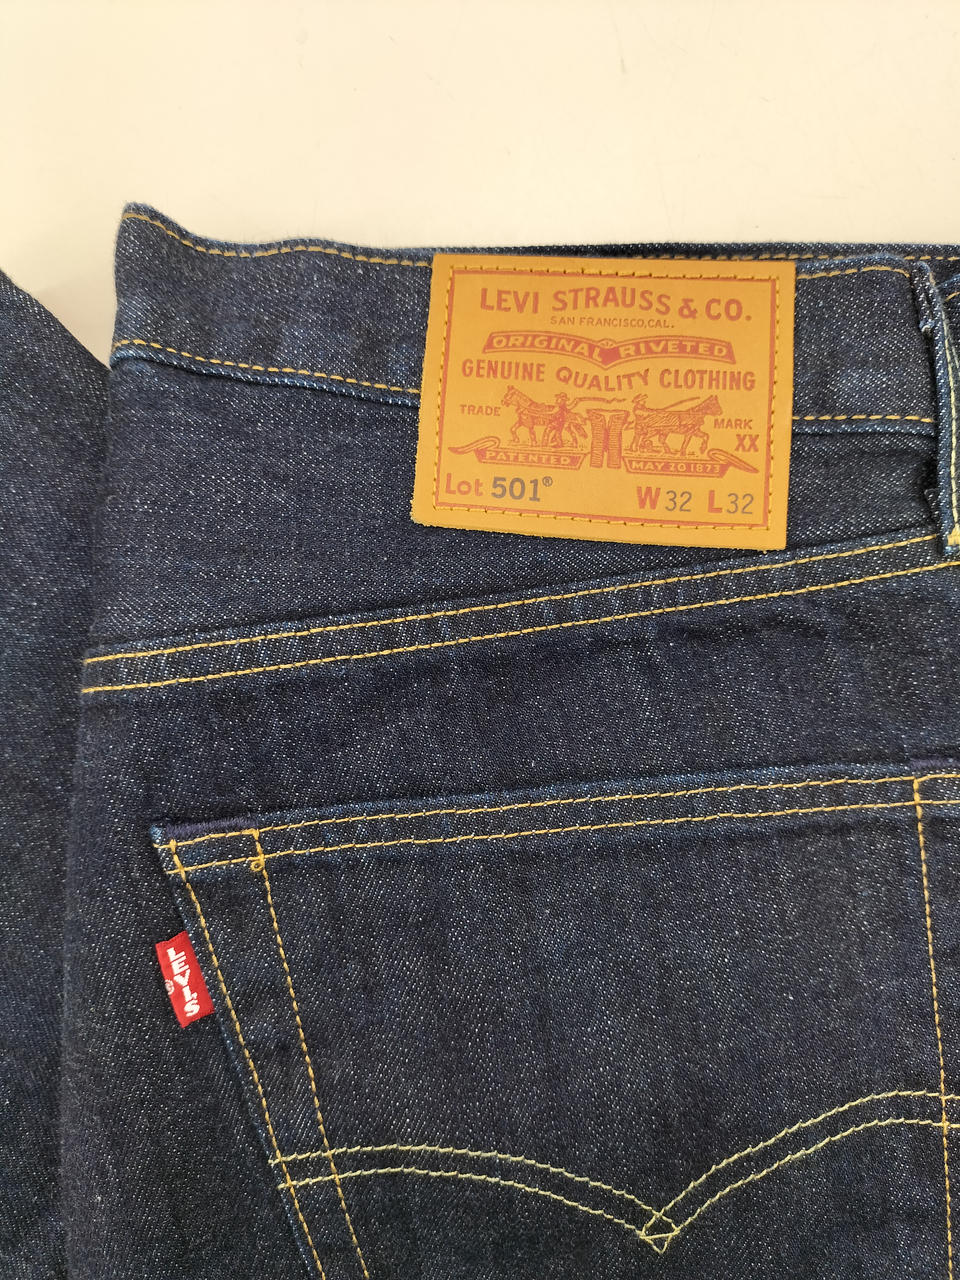 LEVI STRAUSS & CO.
SAN FRANCISCO, CAL.
ORIGINAL RIVETED
GENUINE QUALITY CLOTHING
TRADE MARK
XX
PATENTED MAY 20 1873
Lot 501® W32 L32
LEVI'S
®